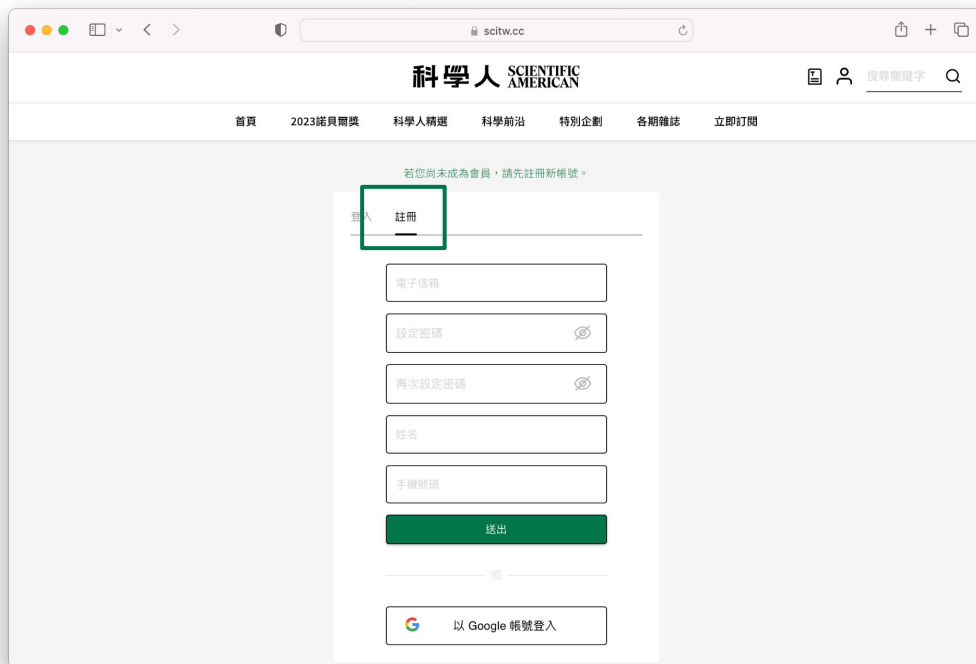 scitw.cc
科學人 SCIENTIFIC AMERICAN
搜尋關鍵字
首頁 2023諾貝爾獎 科學人精選 科學前沿 特別企劃 各期雜誌 立即訂閱
若您尚未成為會員，請先註冊新帳號。
登入 註冊
電子信箱
設定密碼
再次設定密碼
姓名
手機號碼
送出
或
以 Google 帳號登入